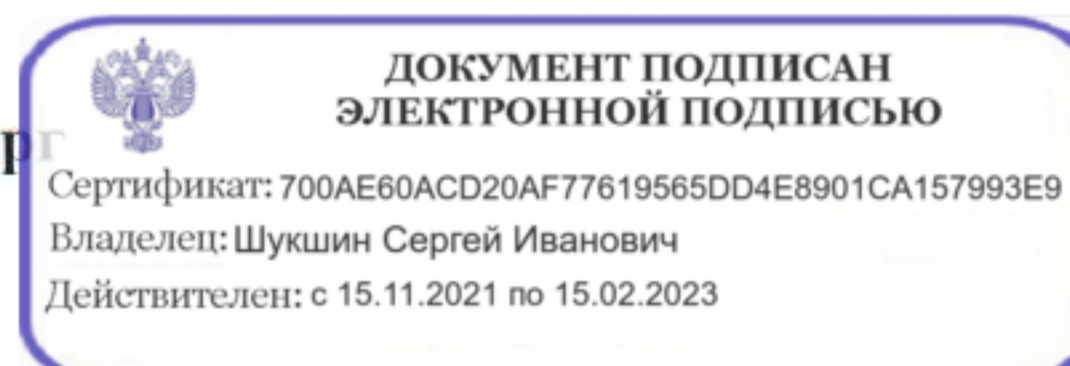 ДОКУМЕНТ ПОДПИСАН
ЭЛЕКТРОННОЙ ПОДПИСЬЮ
Сертификат: 700AE60ACD20AF77619565DD4E8901CA157993E9
Владелец: Шукшин Сергей Иванович
Действителен: с 15.11.2021 по 15.02.2023